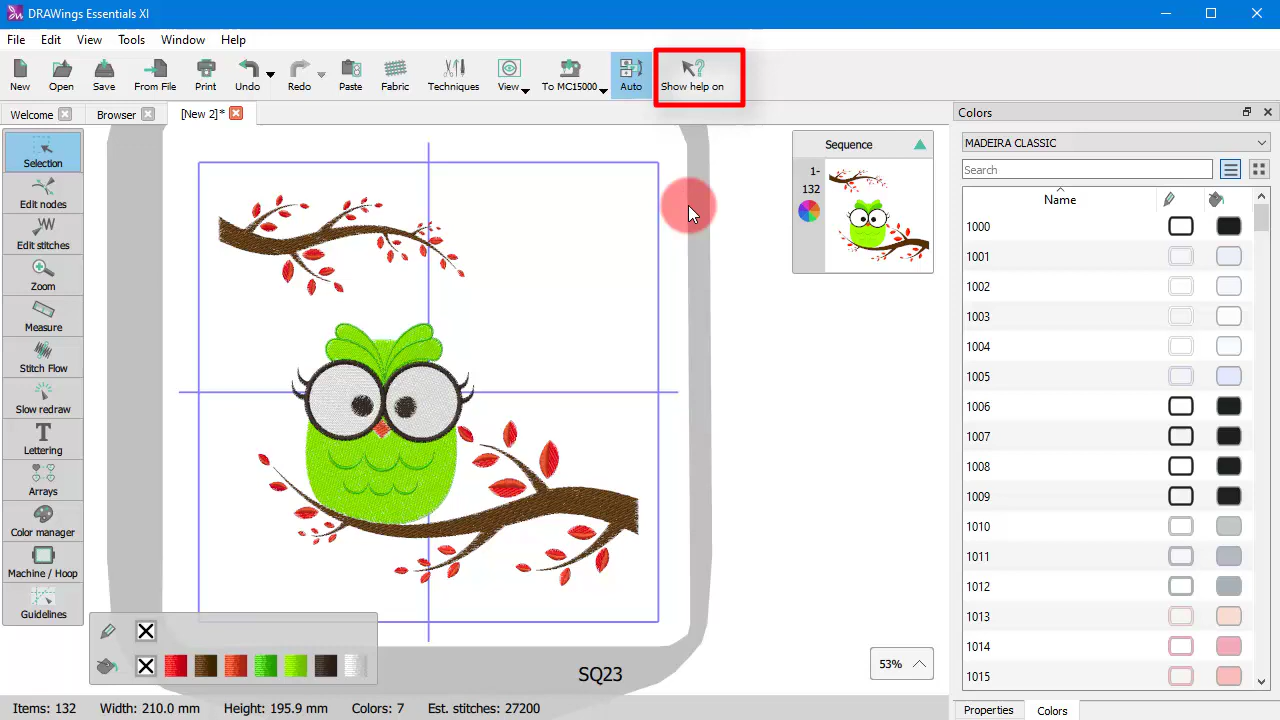 DRAWings Essentials XI
File Edit View Tools Window Help
New Open Save From File Print Undo Redo Paste Fabric Techniques View To MC15000 Auto Show help on
Welcome Browser [New 2]*
Selection
Edit nodes
Edit stitches
Zoom
Measure
Stitch Flow
Slow redraw
Lettering
Arrays
Color manager
Machine / Hoop
Guidelines
SQ23
53%
Sequence
1-
132
Colors
MADEIRA CLASSIC
Search
Name
1000
1001
1002
1003
1004
1005
1006
1007
1008
1009
1010
1011
1012
1013
1014
1015
Properties Colors
Items: 132 Width: 210.0 mm Height: 195.9 mm Colors: 7 Est. stitches: 27200